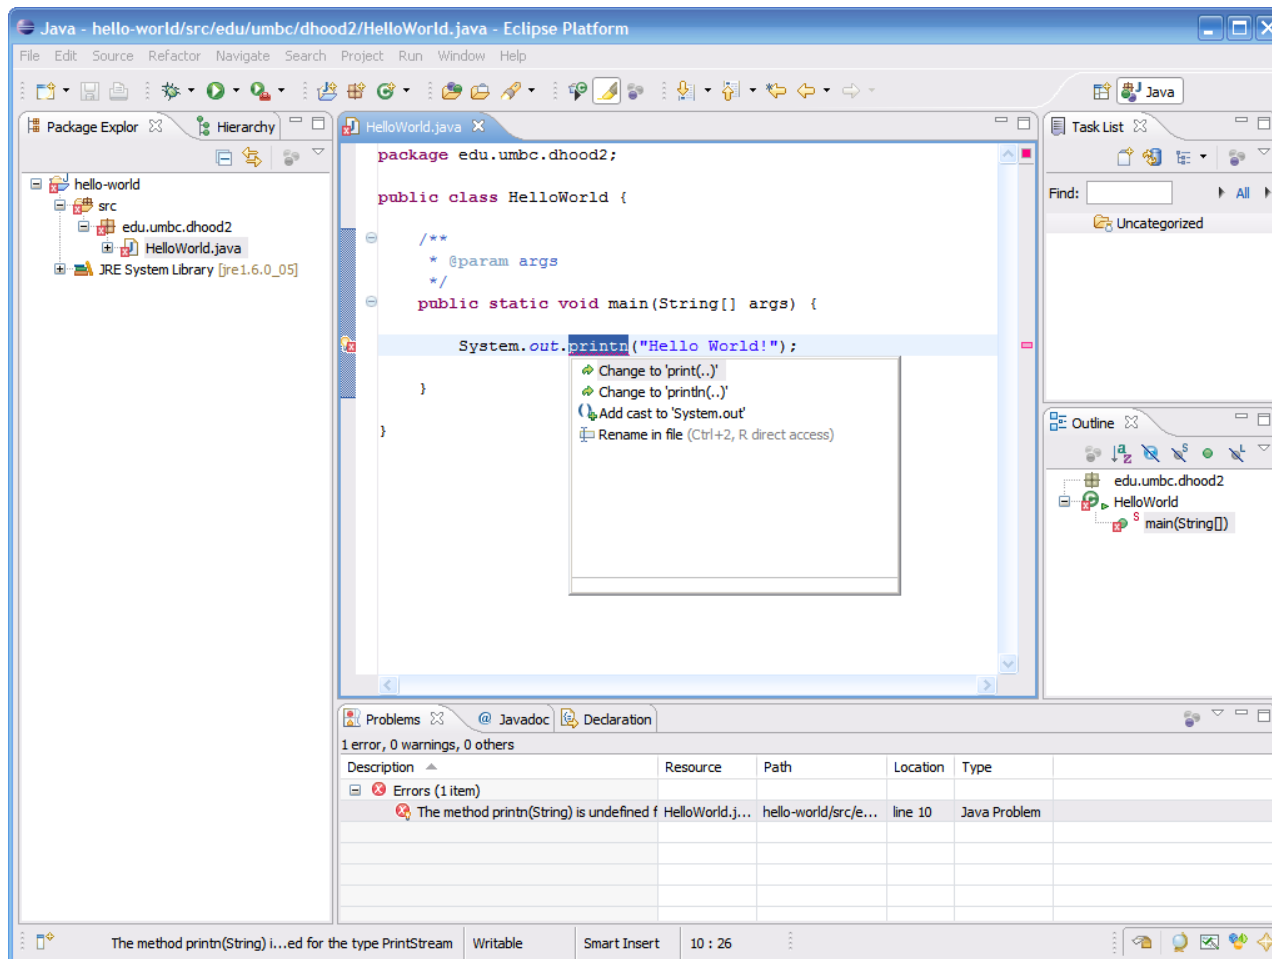 Java - hello-world/src/edu/umbc/dhood2/HelloWorld.java - Eclipse Platform
File Edit Source Refactor Navigate Search Project Run Window Help
Java
Package Explor
Hierarchy
hello-world
src
edu.umbc.dhood2
HelloWorld.java
JRE System Library [jre1.6.0_05]
HelloWorld.java
package edu.umbc.dhood2;
public class HelloWorld {
/**
* @param args
*/
public static void main(String[] args) {
System.out.printn("Hello World!");
}
}
Change to 'print(..)'
Change to 'println(..)'
Add cast to 'System.out'
Rename in file (Ctrl+2, R direct access)
Task List
Find: All
Uncategorized
Outline
edu.umbc.dhood2
HelloWorld
S main(String[])
Problems @ Javadoc Declaration
1 error, 0 warnings, 0 others
Description Resource Path Location Type
Errors (1 item)
The method printn(String) is undefined f HelloWorld.j... hello-world/src/e... line 10 Java Problem
The method printn(String) i...ed for the type PrintStream Writable Smart Insert 10 : 26